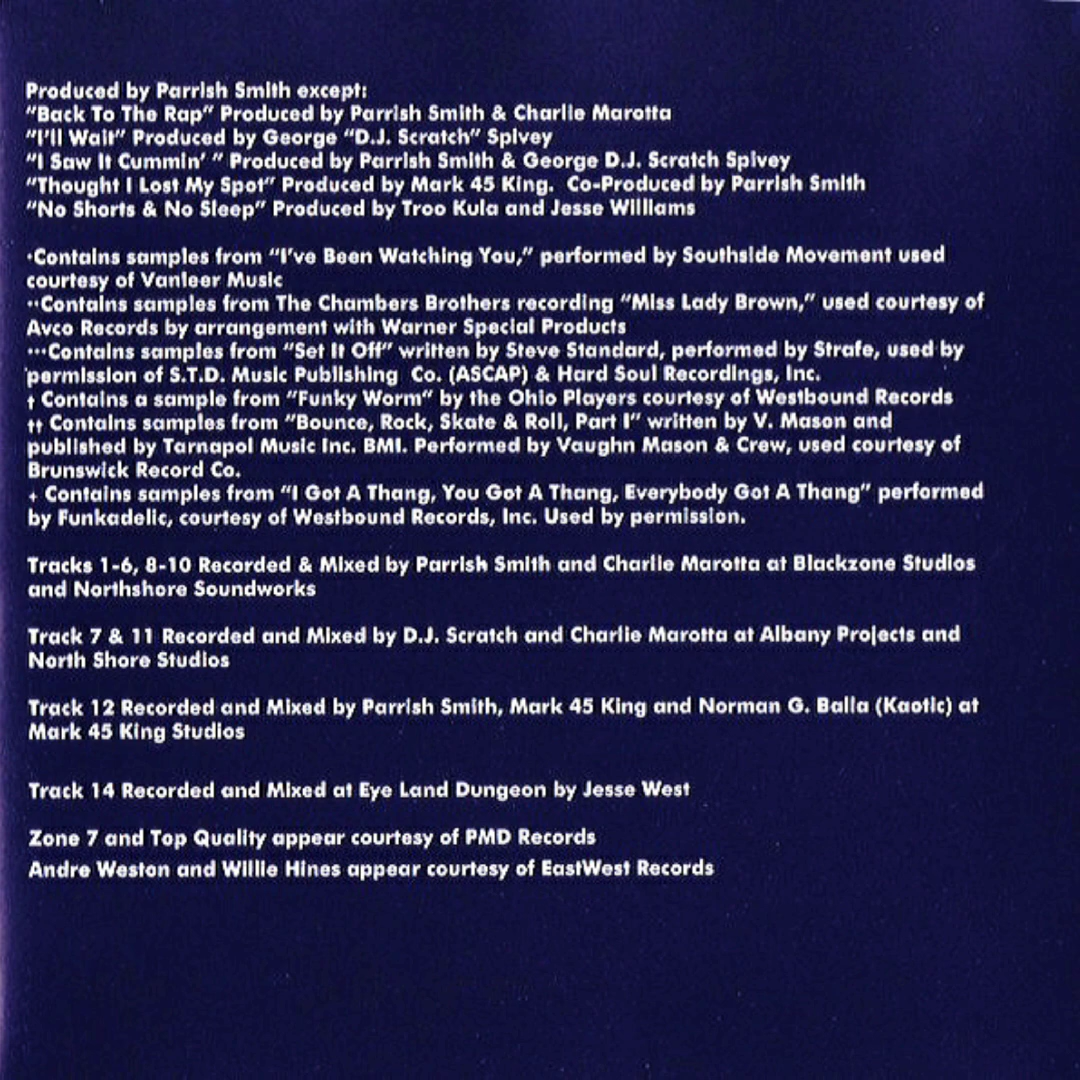 Produced by Parrish Smith except:
"Back To The Rap" Produced by Parrish Smith & Charlie Marotta
"I'll Wait" Produced by George "D.J. Scratch" Spivey
"I Saw It Cummin' " Produced by Parrish Smith & George D.J. Scratch Spivey
"Thought I Lost My Spot" Produced by Mark 45 King.  Co-Produced by Parrish Smith
"No Shorts & No Sleep" Produced by Troo Kula and Jesse Williams
•Contains samples from "I've Been Watching You," performed by Southside Movement used
courtesy of Vanleer Music
••Contains samples from The Chambers Brothers recording "Miss Lady Brown," used courtesy of
Avco Records by arrangement with Warner Special Products
•••Contains samples from "Set It Off" written by Steve Standard, performed by Strafe, used by
permission of S.T.D. Music Publishing  Co. (ASCAP) & Hard Soul Recordings, Inc.
† Contains a sample from "Funky Worm" by the Ohio Players courtesy of Westbound Records
†† Contains samples from "Bounce, Rock, Skate & Roll, Part I" written by V. Mason and
published by Tarnapol Music Inc. BMI. Performed by Vaughn Mason & Crew, used courtesy of
Brunswick Record Co.
+ Contains samples from "I Got A Thang, You Got A Thang, Everybody Got A Thang" performed
by Funkadelic, courtesy of Westbound Records, Inc. Used by permission.
Tracks 1-6, 8-10 Recorded & Mixed by Parrish Smith and Charlie Marotta at Blackzone Studios
and Northshore Soundworks
Track 7 & 11 Recorded and Mixed by D.J. Scratch and Charlie Marotta at Albany Projects and
North Shore Studios
Track 12 Recorded and Mixed by Parrish Smith, Mark 45 King and Norman G. Balla (Kaotic) at
Mark 45 King Studios
Track 14 Recorded and Mixed at Eye Land Dungeon by Jesse West
Zone 7 and Top Quality appear courtesy of PMD Records
Andre Weston and Willie Hines appear courtesy of EastWest Records